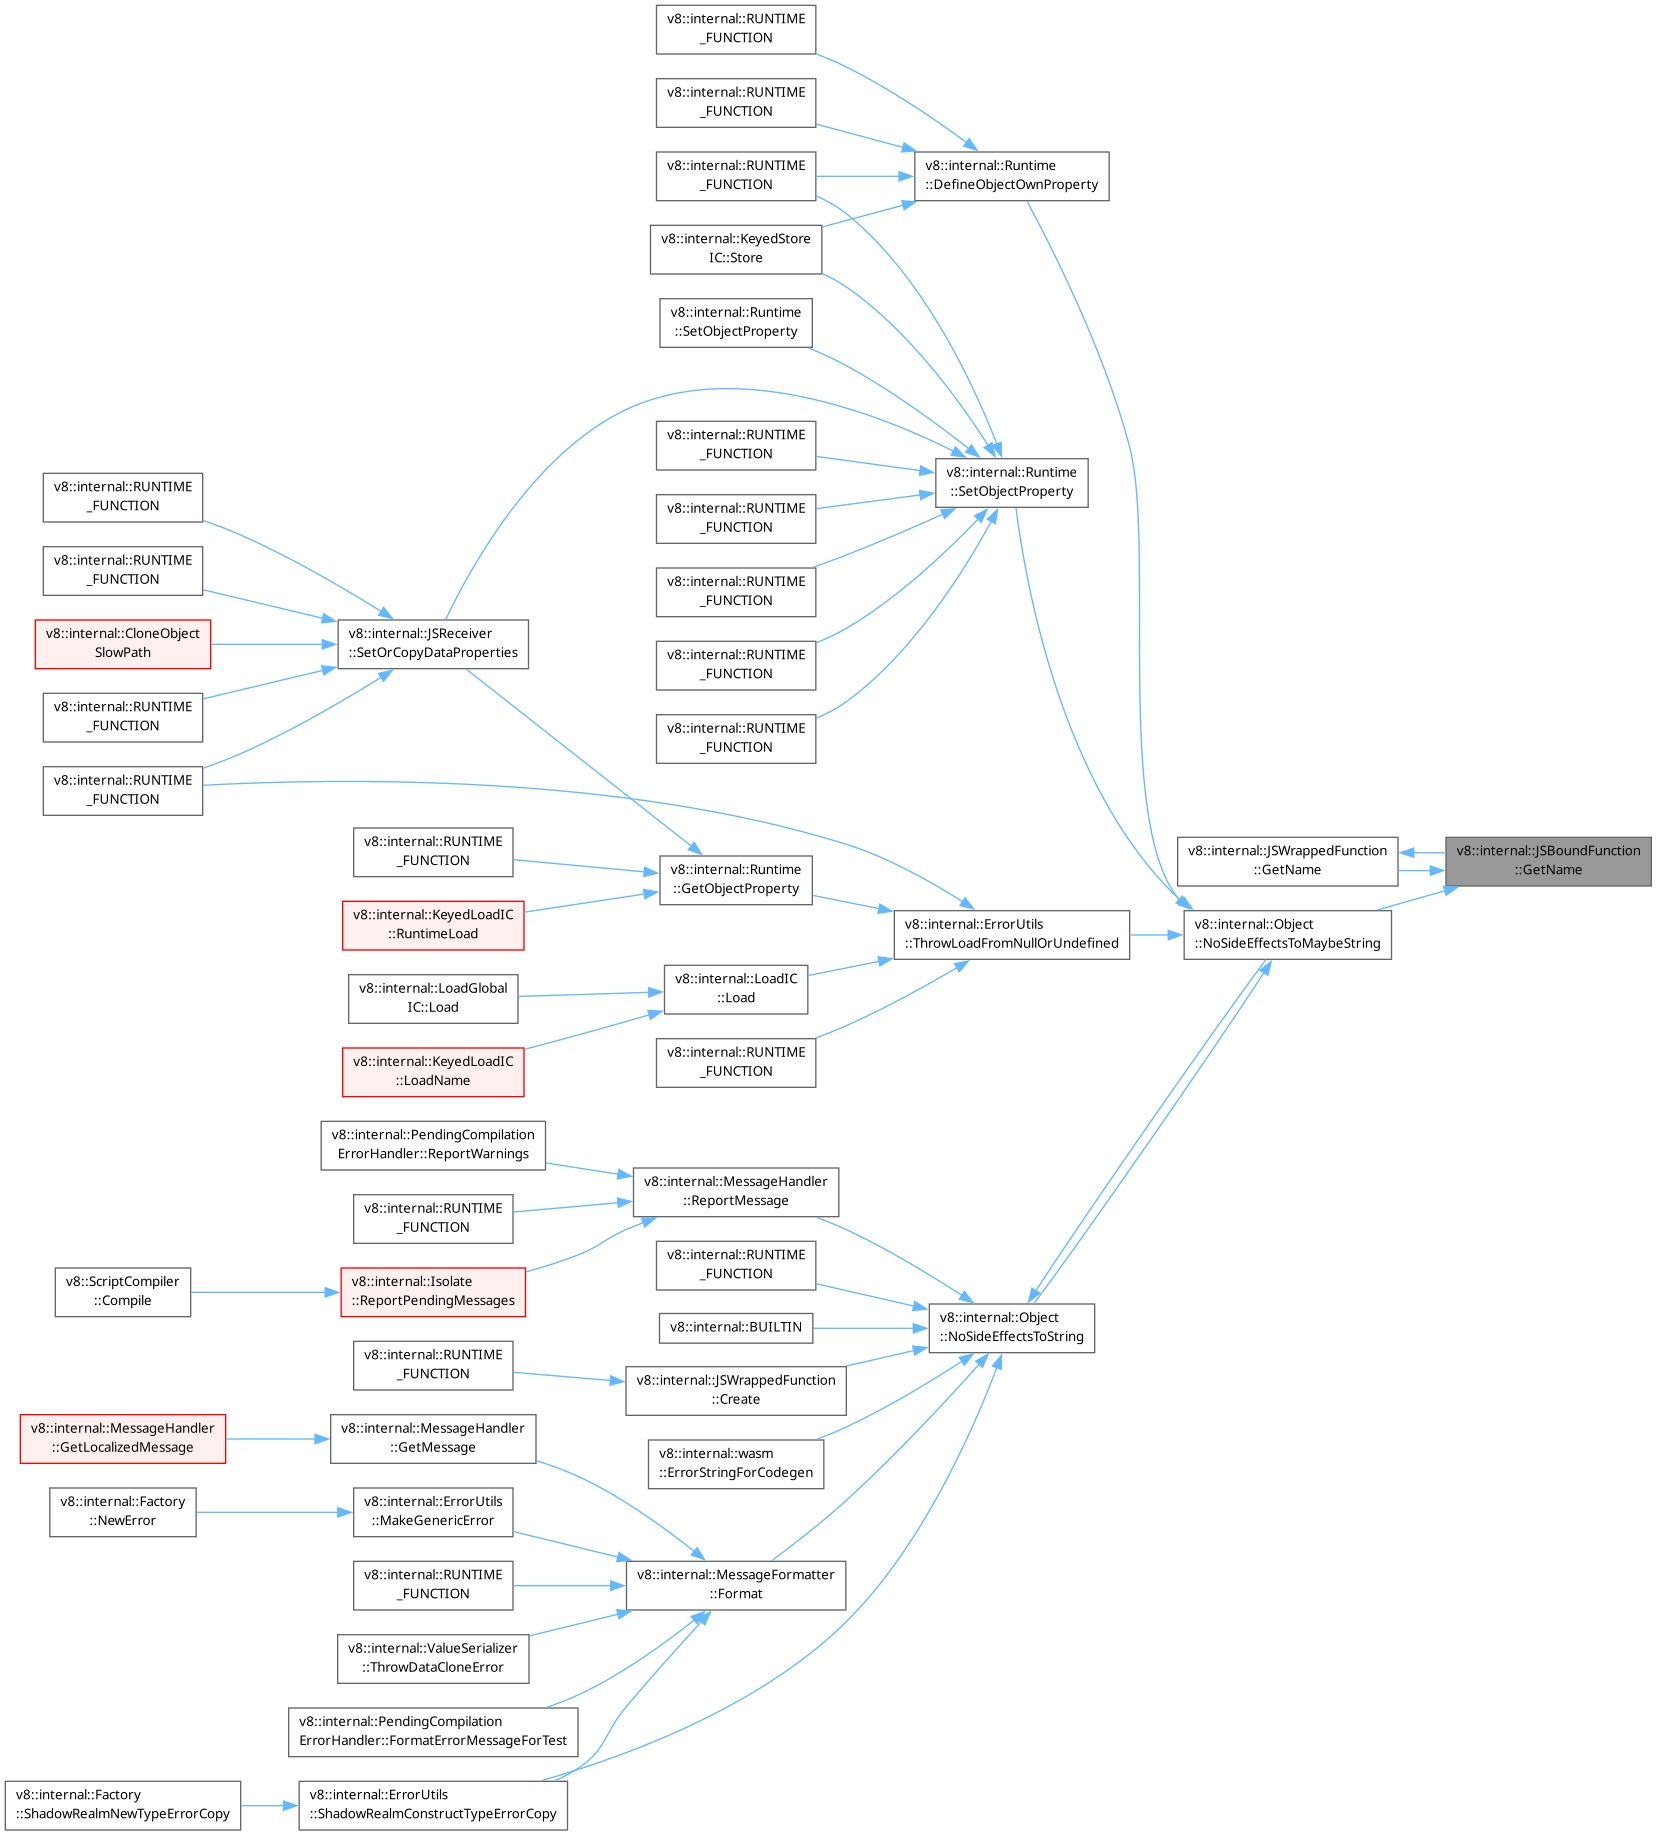 v8::internal::RUNTIME
_FUNCTION
v8::internal::RUNTIME
_FUNCTION
v8::internal::RUNTIME
_FUNCTION
v8::internal::Runtime
::DefineObjectOwnProperty
v8::internal::KeyedStore
IC::Store
v8::internal::Runtime
::SetObjectProperty
v8::internal::RUNTIME
_FUNCTION
v8::internal::Runtime
::SetObjectProperty
v8::internal::RUNTIME
_FUNCTION
v8::internal::RUNTIME
_FUNCTION
v8::internal::RUNTIME
_FUNCTION
v8::internal::RUNTIME
_FUNCTION
v8::internal::RUNTIME
_FUNCTION
v8::internal::RUNTIME
_FUNCTION
v8::internal::CloneObject
SlowPath
v8::internal::JSReceiver
::SetOrCopyDataProperties
v8::internal::RUNTIME
_FUNCTION
v8::internal::RUNTIME
_FUNCTION
v8::internal::RUNTIME
_FUNCTION
v8::internal::Runtime
::GetObjectProperty
v8::internal::JSWrappedFunction
::GetName
v8::internal::JSBoundFunction
::GetName
v8::internal::KeyedLoadIC
::RuntimeLoad
v8::internal::ErrorUtils
::ThrowLoadFromNullOrUndefined
v8::internal::Object
::NoSideEffectsToMaybeString
v8::internal::LoadGlobal
IC::Load
v8::internal::LoadIC
::Load
v8::internal::KeyedLoadIC
::LoadName
v8::internal::RUNTIME
_FUNCTION
v8::internal::PendingCompilation
ErrorHandler::ReportWarnings
v8::internal::MessageHandler
::ReportMessage
v8::internal::RUNTIME
_FUNCTION
v8::internal::RUNTIME
_FUNCTION
v8::ScriptCompiler
::Compile
v8::internal::Isolate
::ReportPendingMessages
v8::internal::BUILTIN
v8::internal::Object
::NoSideEffectsToString
v8::internal::RUNTIME
_FUNCTION
v8::internal::JSWrappedFunction
::Create
v8::internal::MessageHandler
::GetLocalizedMessage
v8::internal::MessageHandler
::GetMessage
v8::internal::wasm
::ErrorStringForCodegen
v8::internal::Factory
::NewError
v8::internal::ErrorUtils
::MakeGenericError
v8::internal::RUNTIME
_FUNCTION
v8::internal::MessageFormatter
::Format
v8::internal::ValueSerializer
::ThrowDataCloneError
v8::internal::PendingCompilation
ErrorHandler::FormatErrorMessageForTest
v8::internal::Factory
::ShadowRealmNewTypeErrorCopy
v8::internal::ErrorUtils
::ShadowRealmConstructTypeErrorCopy